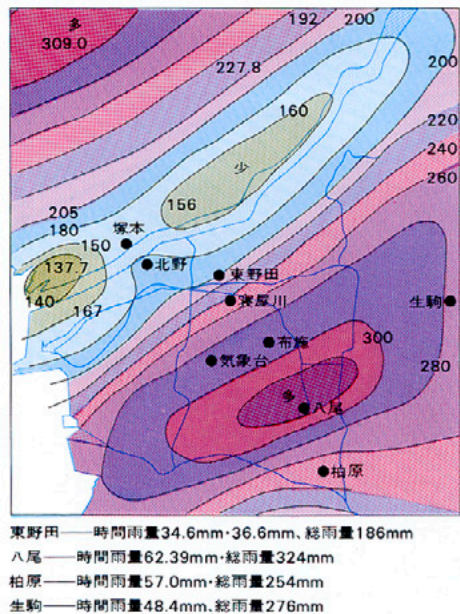 多
309.0
192
200
227.8
200
160
220
240
260
少
156
205
180
塚本
150
北野
137.7
東野田
140
167
寝屋川
生駒
布施
300
気象台
280
多
八尾
柏原
東野田——時間雨量34.6mm・36.6mm、総雨量186mm
八尾——時間雨量62.39mm・総雨量324mm
柏原——時間雨量57.0mm・総雨量254mm
生駒——時間雨量48.4mm、総雨量276mm